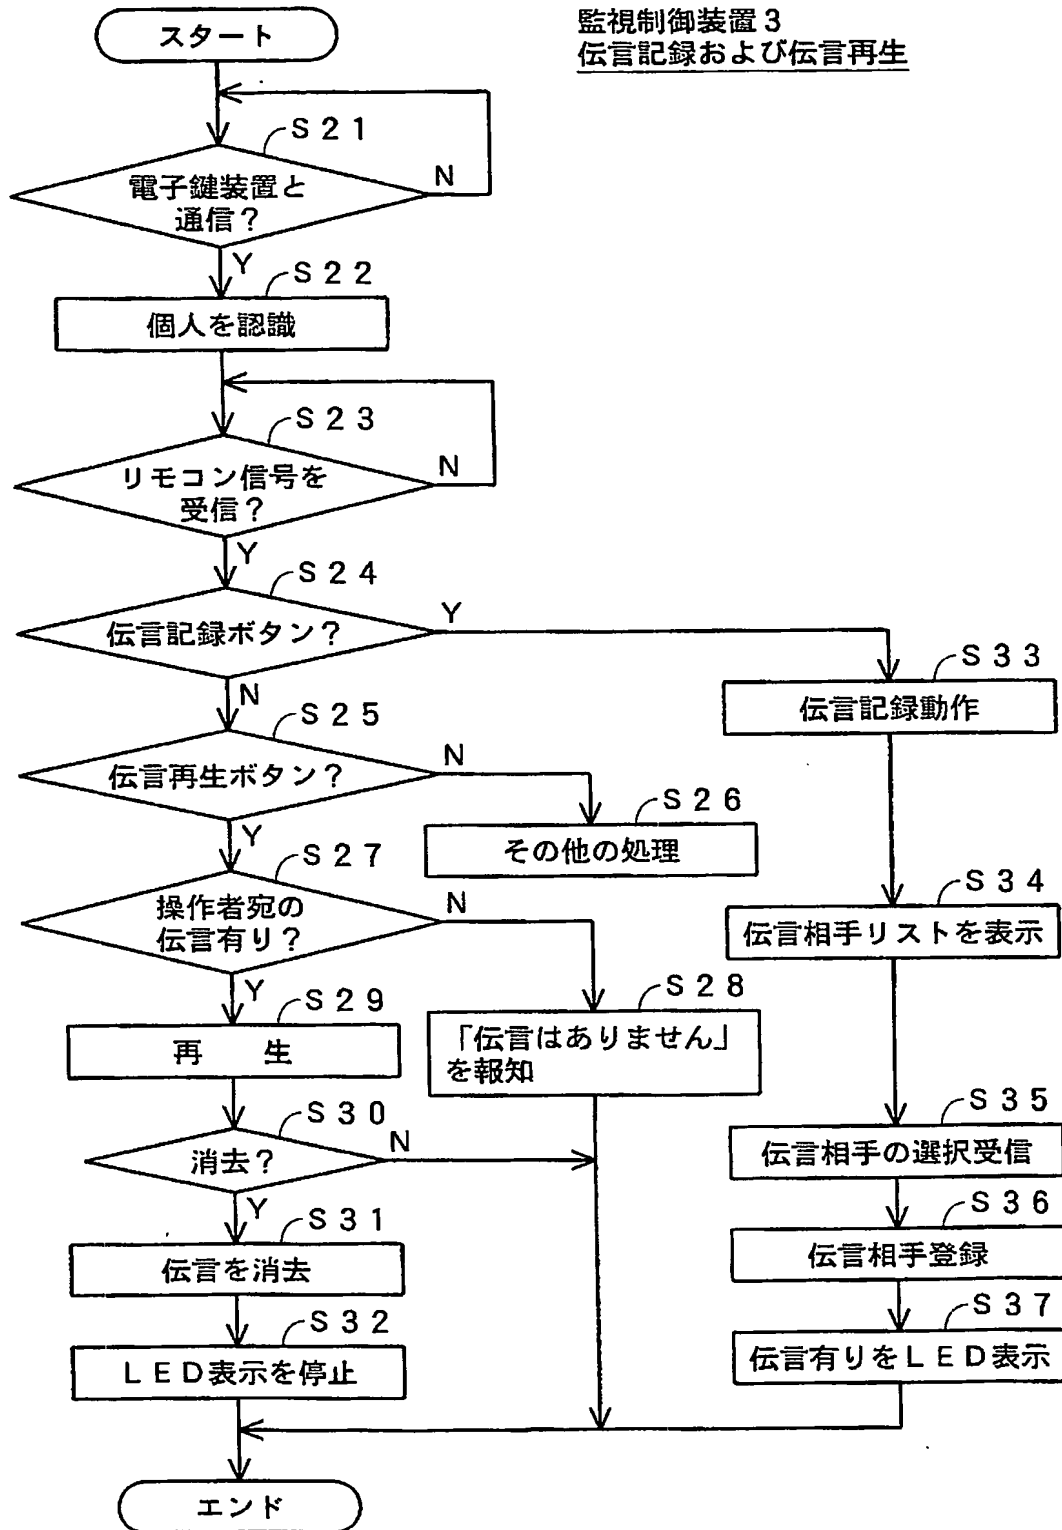 監視制御装置3
伝言記録および伝言再生
スタート
S21
電子鍵装置と
通信?
N
Y
S22
個人を認識
S23
リモコン信号を
受信?
N
Y
S24
伝言記録ボタン?
Y
N
S33
伝言記録動作
S25
伝言再生ボタン?
N
Y
S26
その他の処理
S27
操作者宛の
伝言有り?
N
Y
S34
伝言相手リストを表示
S28
「伝言はありません」
を報知
S29
再 生
S30
消去?
N
Y
S35
伝言相手の選択受信
S31
伝言を消去
S36
伝言相手登録
S32
LED表示を停止
S37
伝言有りをLED表示
エンド